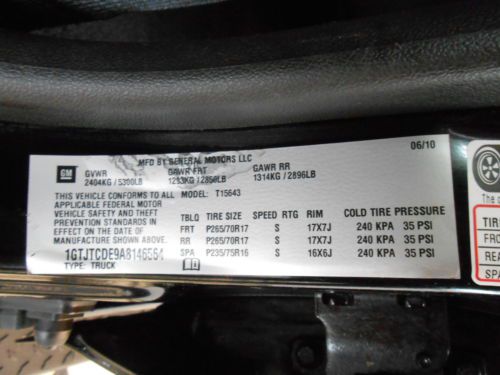 MFD BY GENERAL MOTORS LLC
06/10
GM
GVWR GAWR FRT GAWR RR
2404KG / 5300LB 1293KG / 2850LB 1314KG / 2896LB
THIS VEHICLE CONFORMS TO ALL MODEL: T15643
APPLICABLE FEDERAL MOTOR
VEHICLE SAFETY AND THEFT
PREVENTION STANDARDS IN
EFFECT ON THE DATE OF
MANUFACTURE SHOWN ABOVE.
1GTJTCDE9A8146564
TYPE: TRUCK
TBLQ TIRE SIZE SPEED RTG RIM COLD TIRE PRESSURE
FRT P265/70R17 S 17X7J 240 KPA 35 PSI
RR P265/70R17 S 17X7J 240 KPA 35 PSI
SPA P235/75R16 S 16X6J 240 KPA 35 PSI
TIRE
REA
SPA